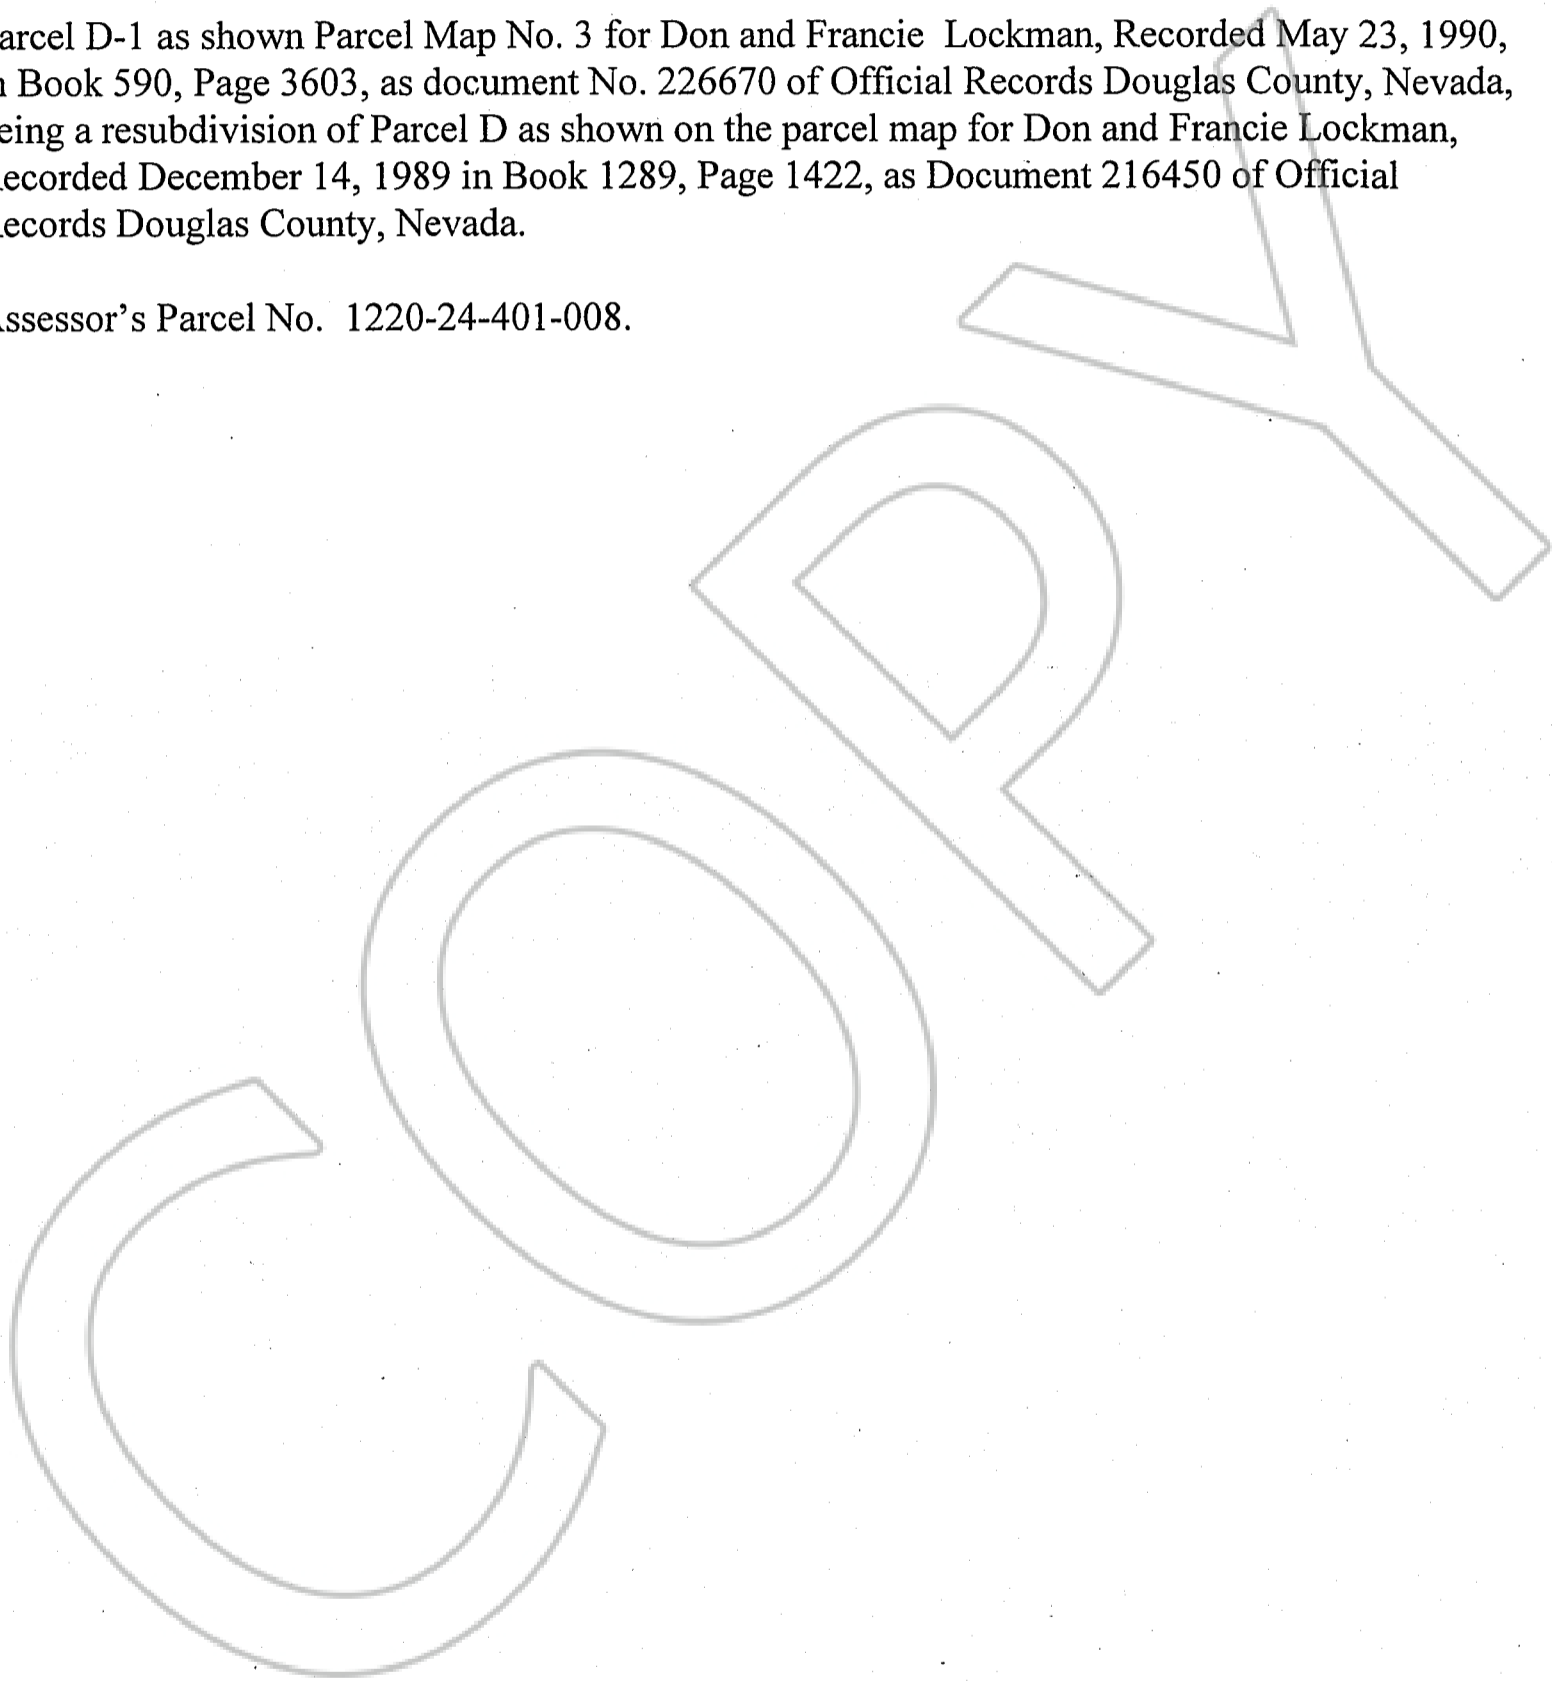 arcel D-1 as shown Parcel Map No. 3 for Don and Francie Lockman, Recorded May 23, 1990,
Book 590, Page 3603, as document No. 226670 of Official Records Douglas County, Nevada,
eing a resubdivision of Parcel D as shown on the parcel map for Don and Francie Lockman,
ecorded December 14, 1989 in Book 1289, Page 1422, as Document 216450 of Official
ecords Douglas County, Nevada.
ssessor's Parcel No. 1220-24-401-008.
COPY